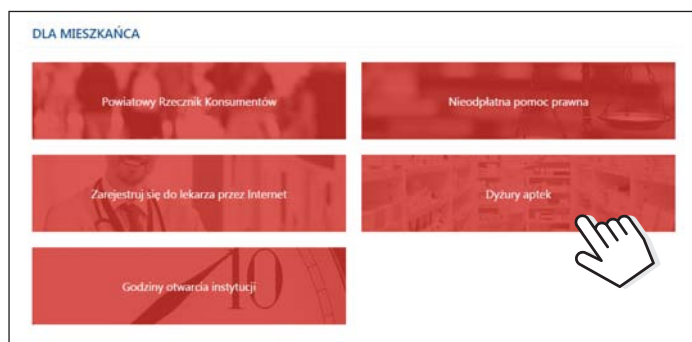 DLA MIESZKAŃCA
Powiatowy Rzecznik Konsumentów
Nieodpłatna pomoc prawna
Zarejestruj się do lekarza przez Internet
Dyżury aptek
Godziny otwarcia instytucji
10